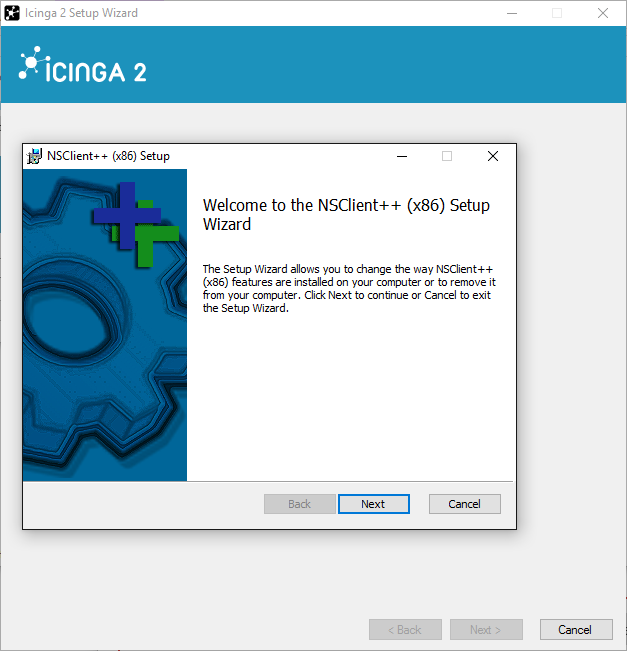 Icinga 2 Setup Wizard
ICINGA 2
NSClient++ (x86) Setup
Welcome to the NSClient++ (x86) Setup
Wizard
The Setup Wizard allows you to change the way NSClient++
(x86) features are installed on your computer or to remove it
from your computer. Click Next to continue or Cancel to exit
the Setup Wizard.
Back Next Cancel
< Back Next > Cancel